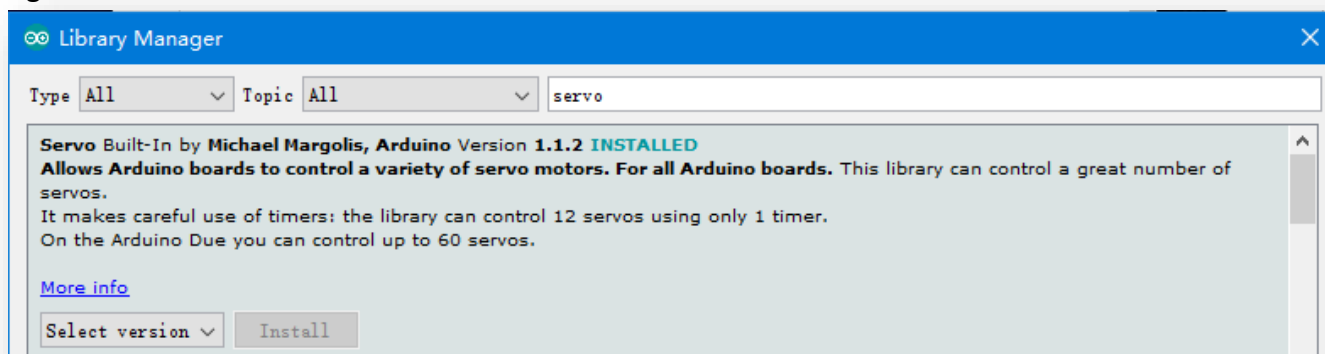 Library Manager
Type All Topic All servo
Servo Built-In by Michael Margolis, Arduino Version 1.1.2 INSTALLED
Allows Arduino boards to control a variety of servo motors. For all Arduino boards. This library can control a great number of
servos.
It makes careful use of timers: the library can control 12 servos using only 1 timer.
On the Arduino Due you can control up to 60 servos.
More info
Select version Install